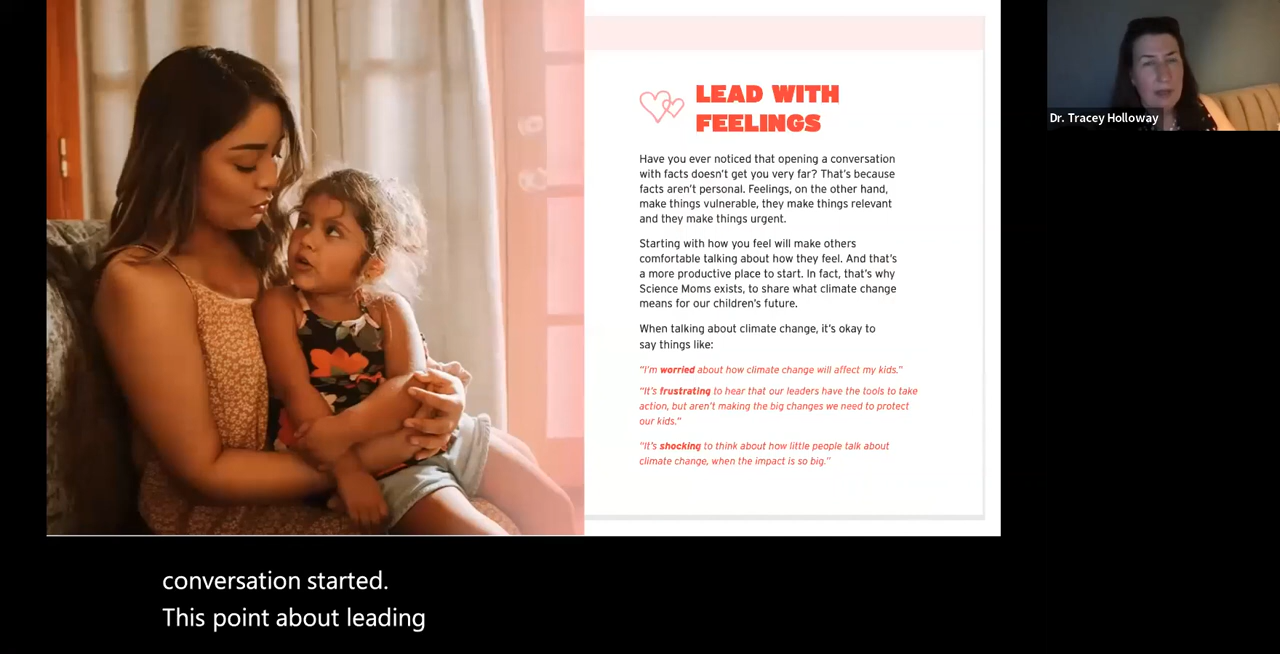 LEAD WITH
FEELINGS
Have you ever noticed that opening a conversation
with facts doesn't get you very far? That's because
facts aren't personal. Feelings, on the other hand,
make things vulnerable, they make things relevant
and they make things urgent.
Starting with how you feel will make others
comfortable talking about how they feel. And that's
a more productive place to start. In fact, that's why
Science Moms exists, to share what climate change
means for our children's future.
When talking about climate change, it's okay to
say things like:
"I'm worried about how climate change will affect my kids."
"It's frustrating to hear that our leaders have the tools to take
action, but aren't making the big changes we need to protect
our kids."
"It's shocking to think about how little people talk about
climate change, when the impact is so big."
Dr. Tracey Holloway
conversation started.
This point about leading